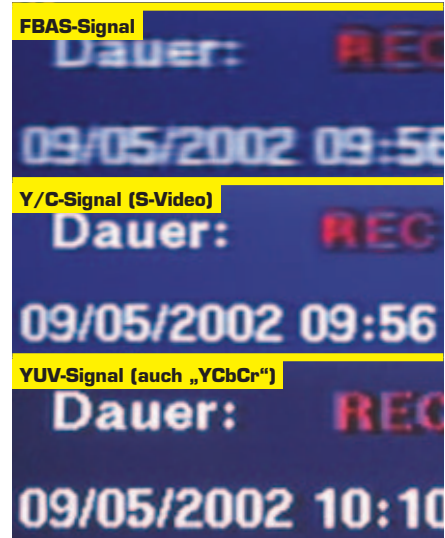 FBAS-Signal
Dauer: REC
09/05/2002 09:56
Y/C-Signal (S-Video)
Dauer: REC
09/05/2002 09:56
YUV-Signal (auch „YCbCr“)
Dauer: REC
09/05/2002 10:10